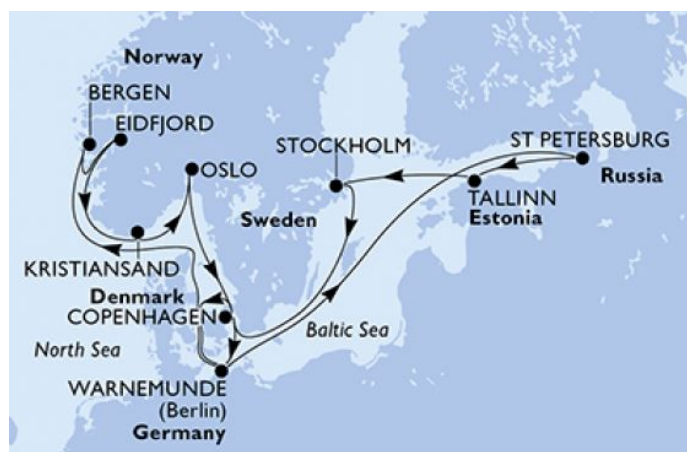 Norway
BERGEN
EIDFJORD
STOCKHOLM
ST PETERSBURG
OSLO
Russia
TALLINN
Estonia
Sweden
KRISTIANSAND
Denmark
COPENHAGEN
Baltic Sea
North Sea
WARNEMUNDE
(Berlin)
Germany